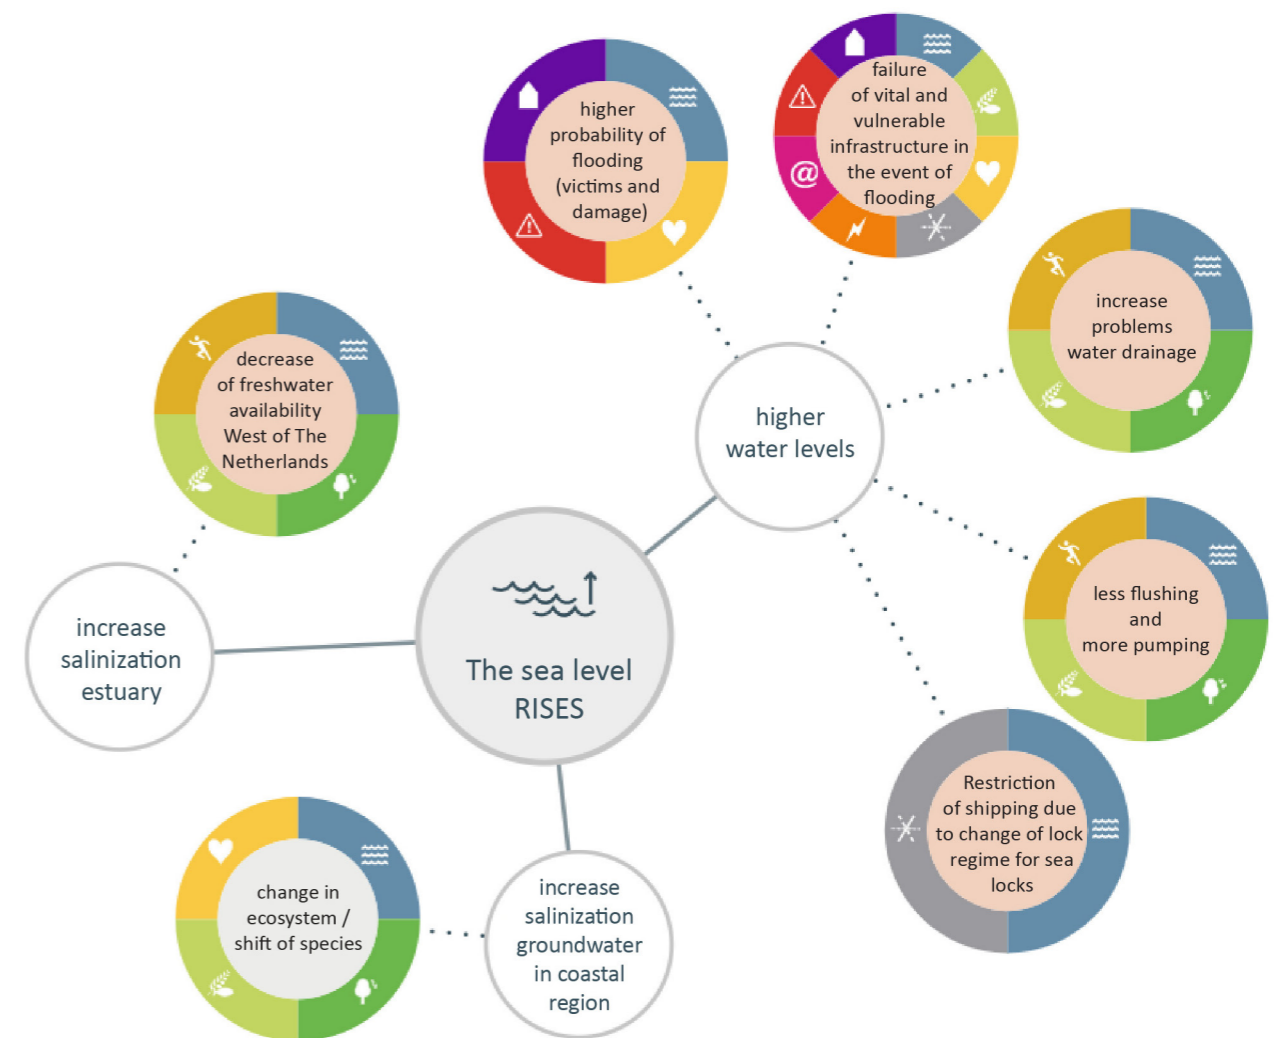 higher
probability of
flooding
(victims and
damage)
failure
of vital and
vulnerable
infrastructure in
the event of
flooding
@
increase
problems
water drainage
decrease
of freshwater
availability
West of The
Netherlands
higher
water levels
less flushing
and
more pumping
increase
salinization
estuary
The sea level
RISES
Restriction
of shipping due
to change of lock
regime for sea
locks
change in
ecosystem /
shift of species
increase
salinization
groundwater
in coastal
region